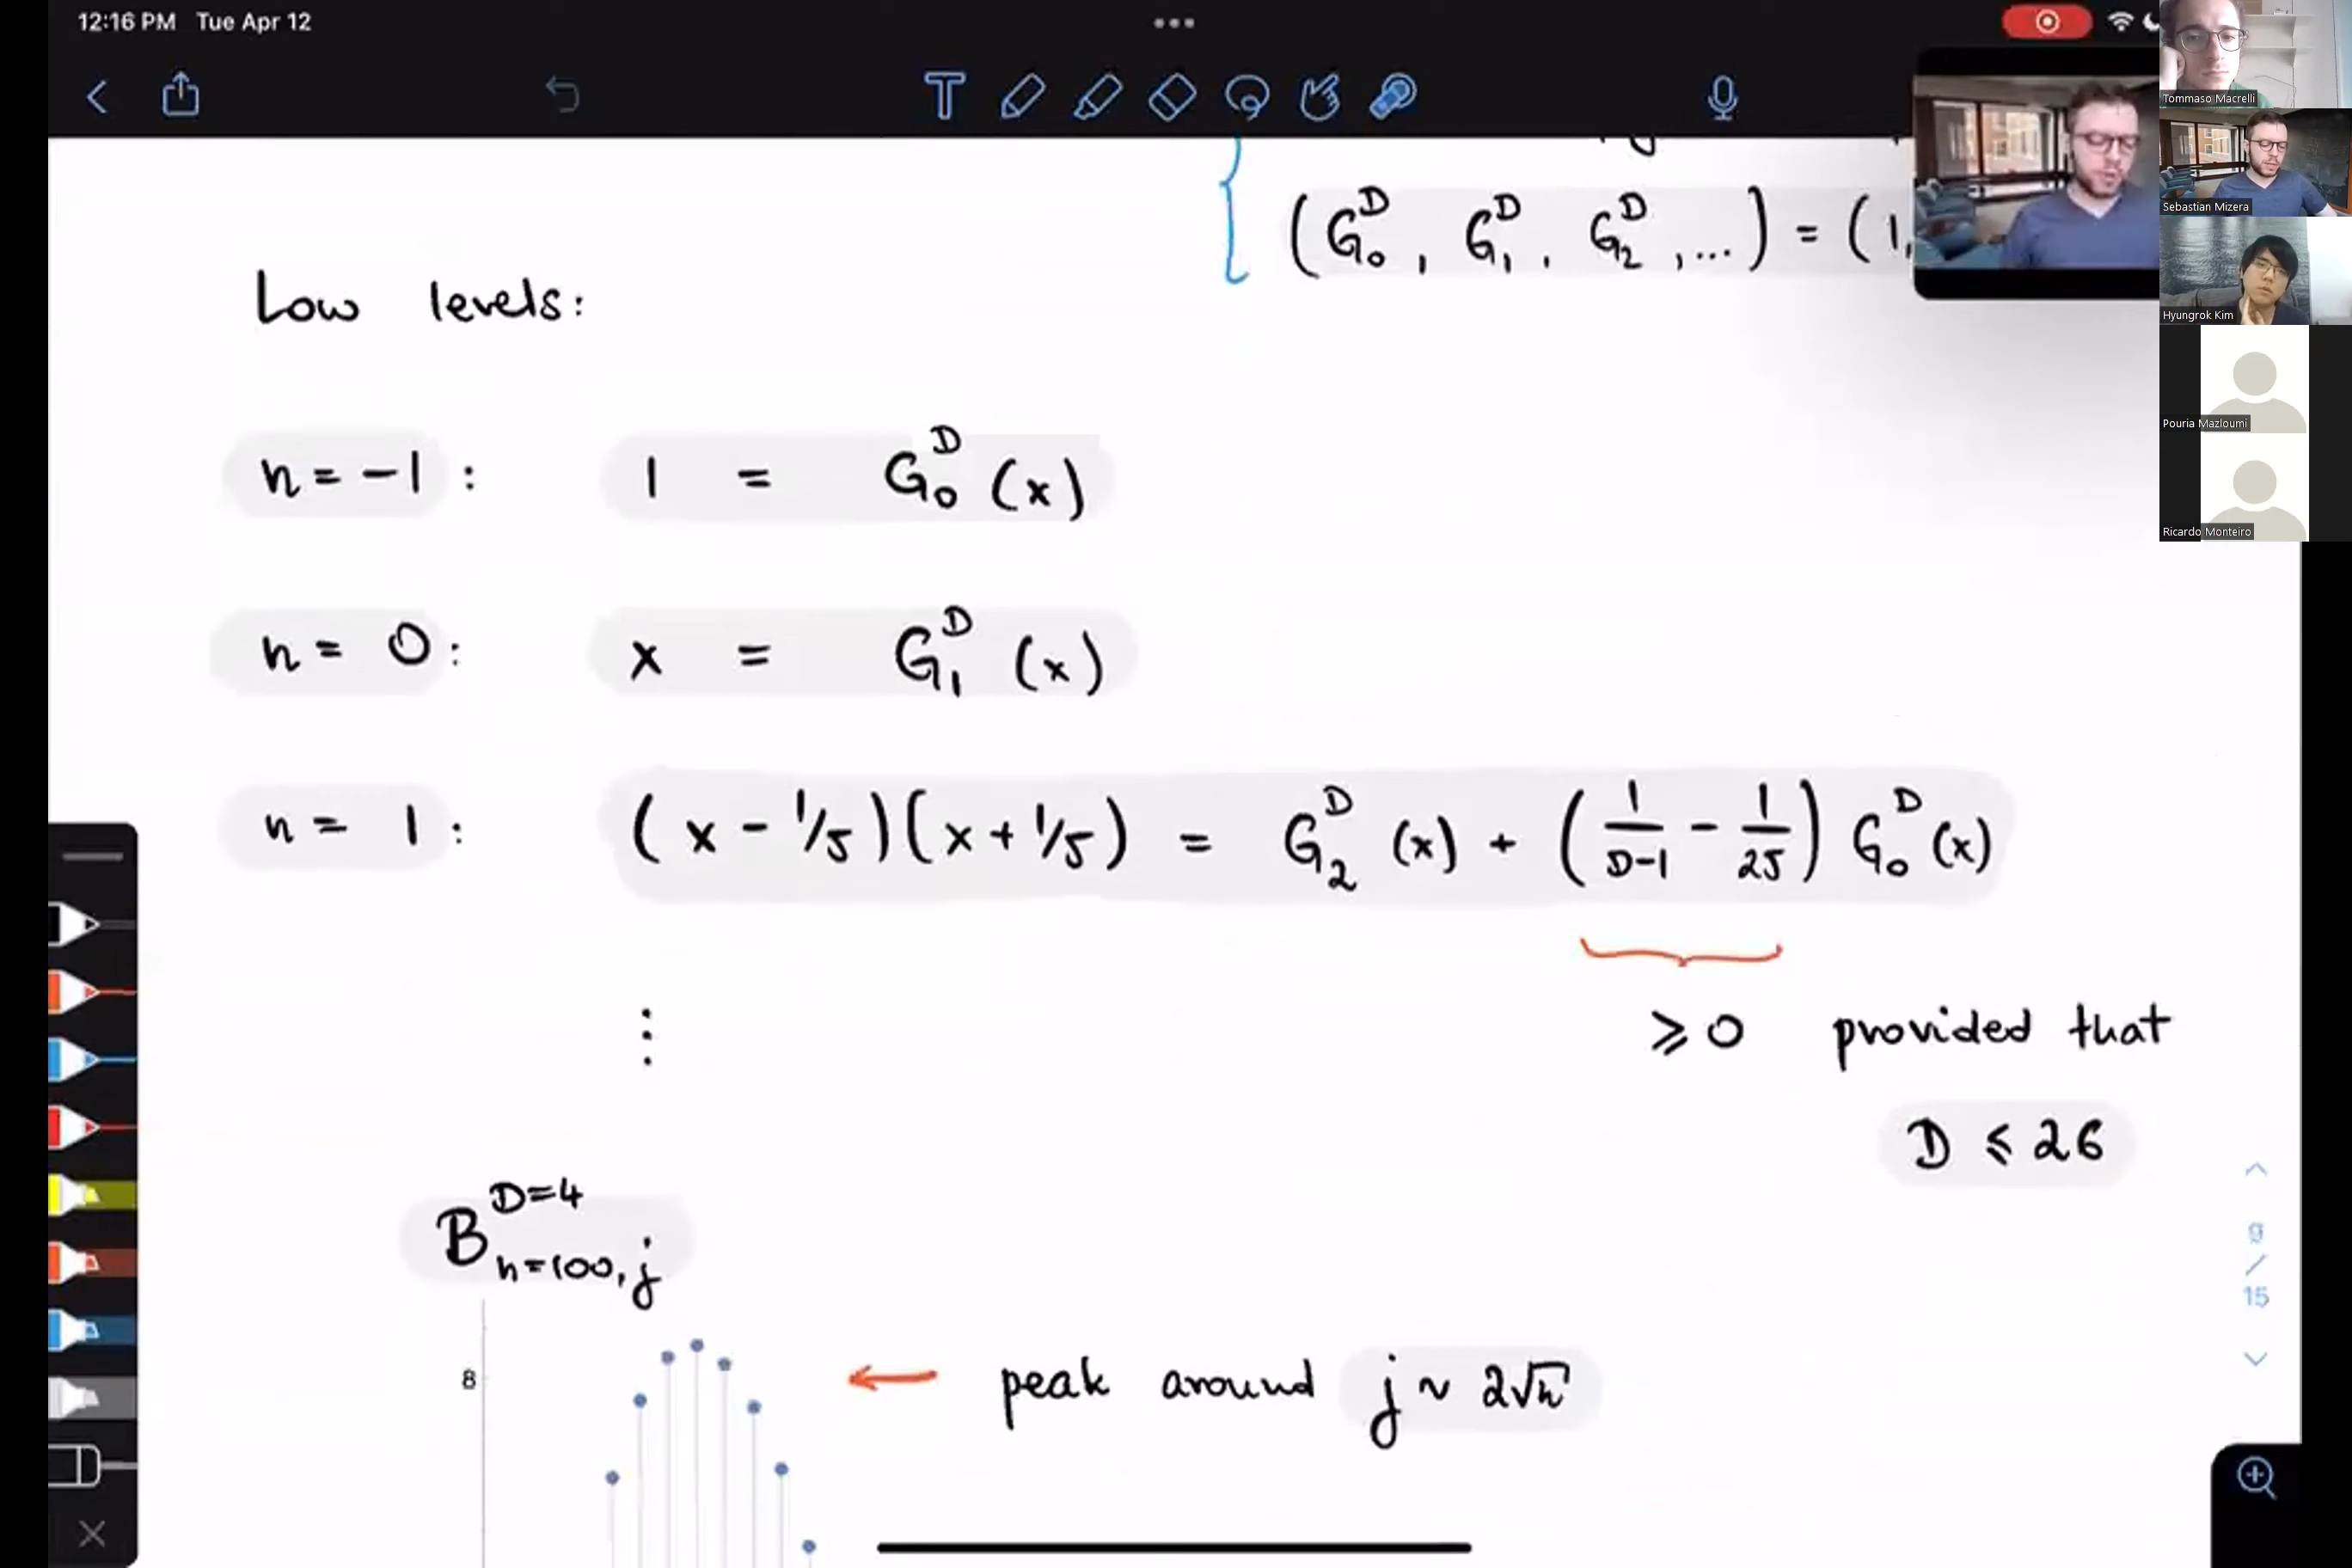 12:16 PM Tue Apr 12
(G₀ᴰ, G₁ᴰ, G₂ᴰ, ...) = (1,
Low levels:
n = -1 : 1 = G₀ᴰ (x)
n = 0 : x = G₁ᴰ (x)
n = 1 : (x - 1/5)(x + 1/5) = G₂ᴰ (x) + (1/(D-1) - 1/25) G₀ᴰ (x)
⋮
≥ 0 provided that
D ≤ 26
B^{D=4}_{n=100, j}
8
← peak around j ~ 2√n
9
/
15
Tommaso Macrelli
Sebastian Mizera
Hyungrok Kim
Pouria Mazloumi
Ricardo Monteiro